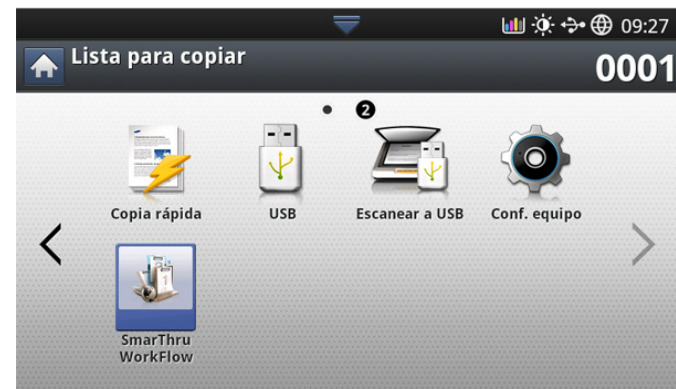 09:27
Lista para copiar
0001
2
Copia rápida
USB
Escanear a USB
Conf. equipo
SmarThru
WorkFlow